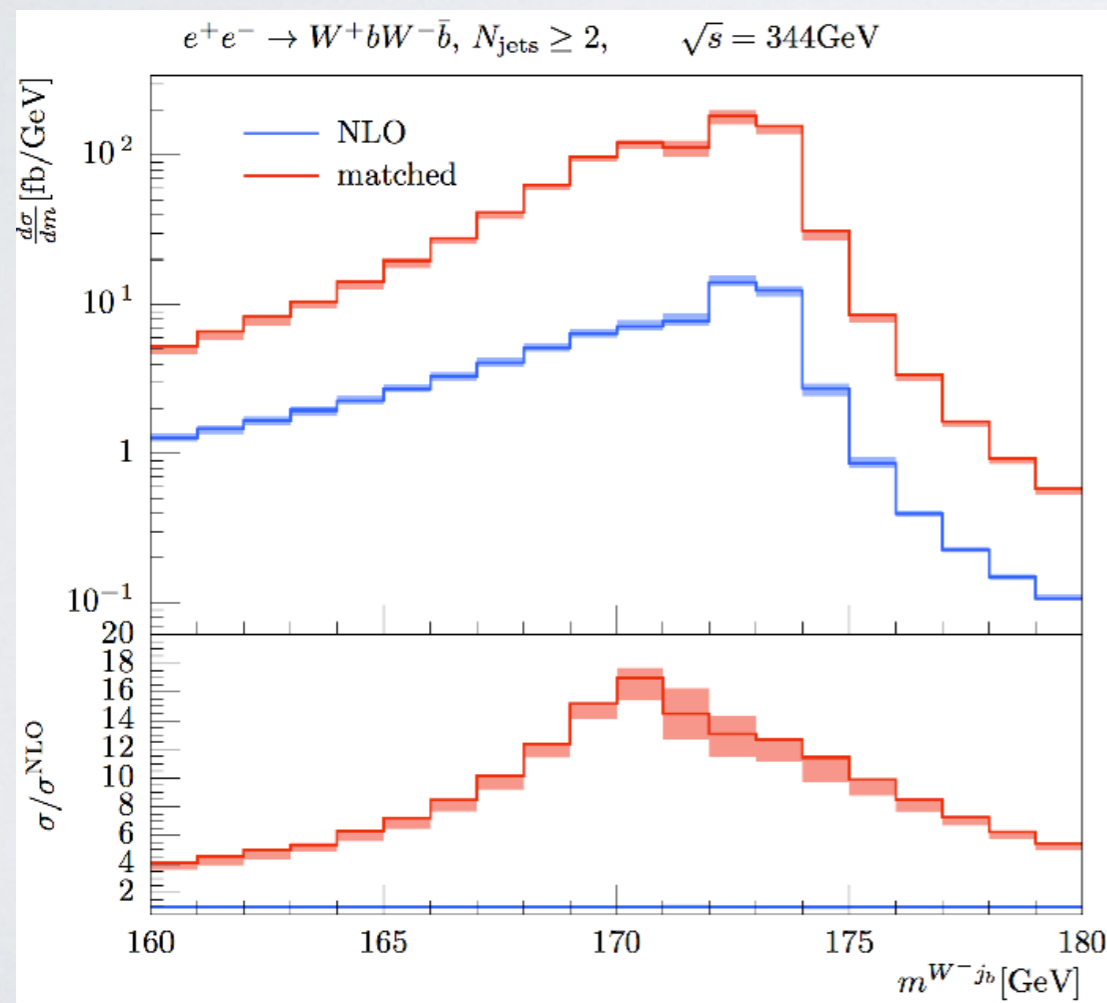 e⁺e⁻ → W⁺bW⁻b̄, N_jets ≥ 2, √s = 344GeV
dσ/dm [fb/GeV]
NLO
matched
10²
10¹
1
10⁻¹
20
18
16
14
12
10
8
6
4
2
σ/σ^NLO
160 165 170 175 180
m^{W⁻j_b}[GeV]